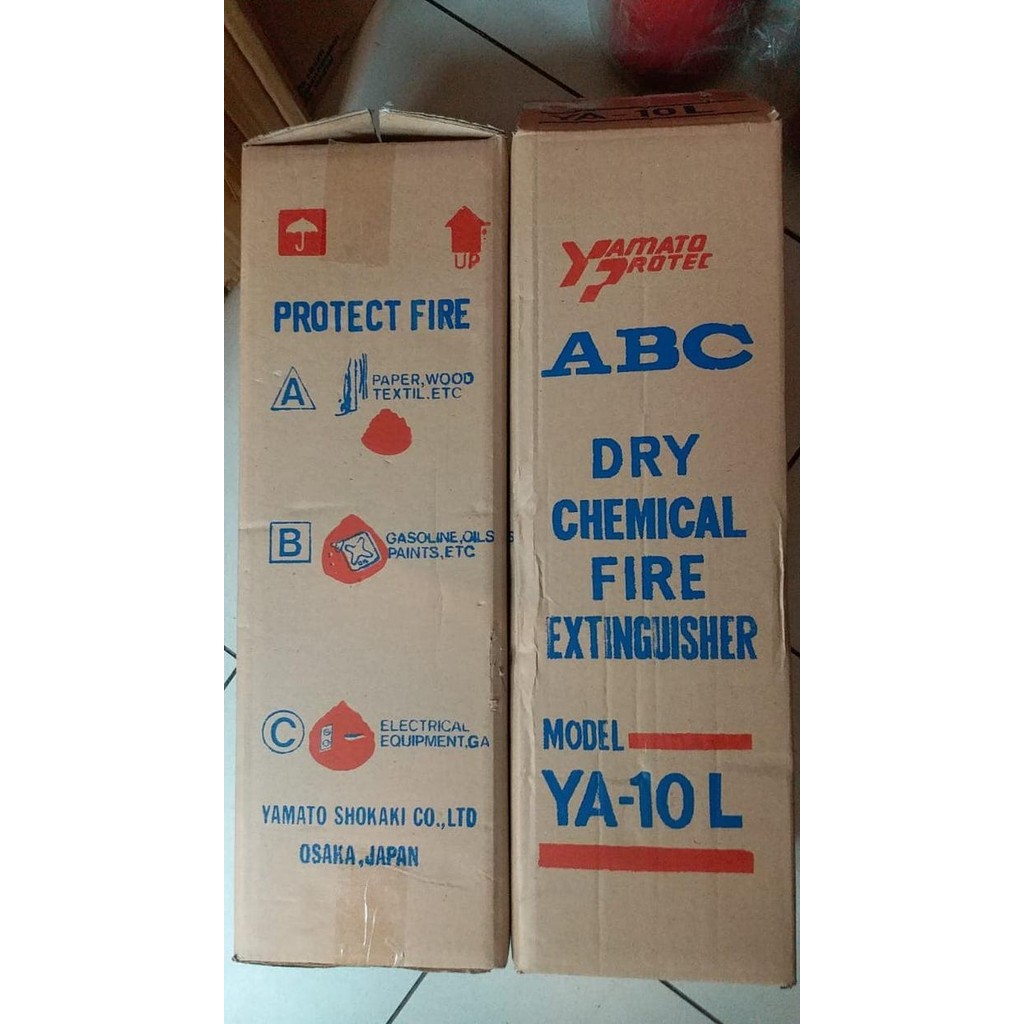 UP
PROTECT FIRE
A
PAPER,WOOD
TEXTIL.ETC
B
GASOLINE,OILS
PAINTS,ETC
C
ELECTRICAL
EQUIPMENT,GA
YAMATO SHOKAKI CO.,LTD
OSAKA,JAPAN
YA-10L
YAMATO
PROTEC
ABC
DRY
CHEMICAL
FIRE
EXTINGUISHER
MODEL
YA-10L